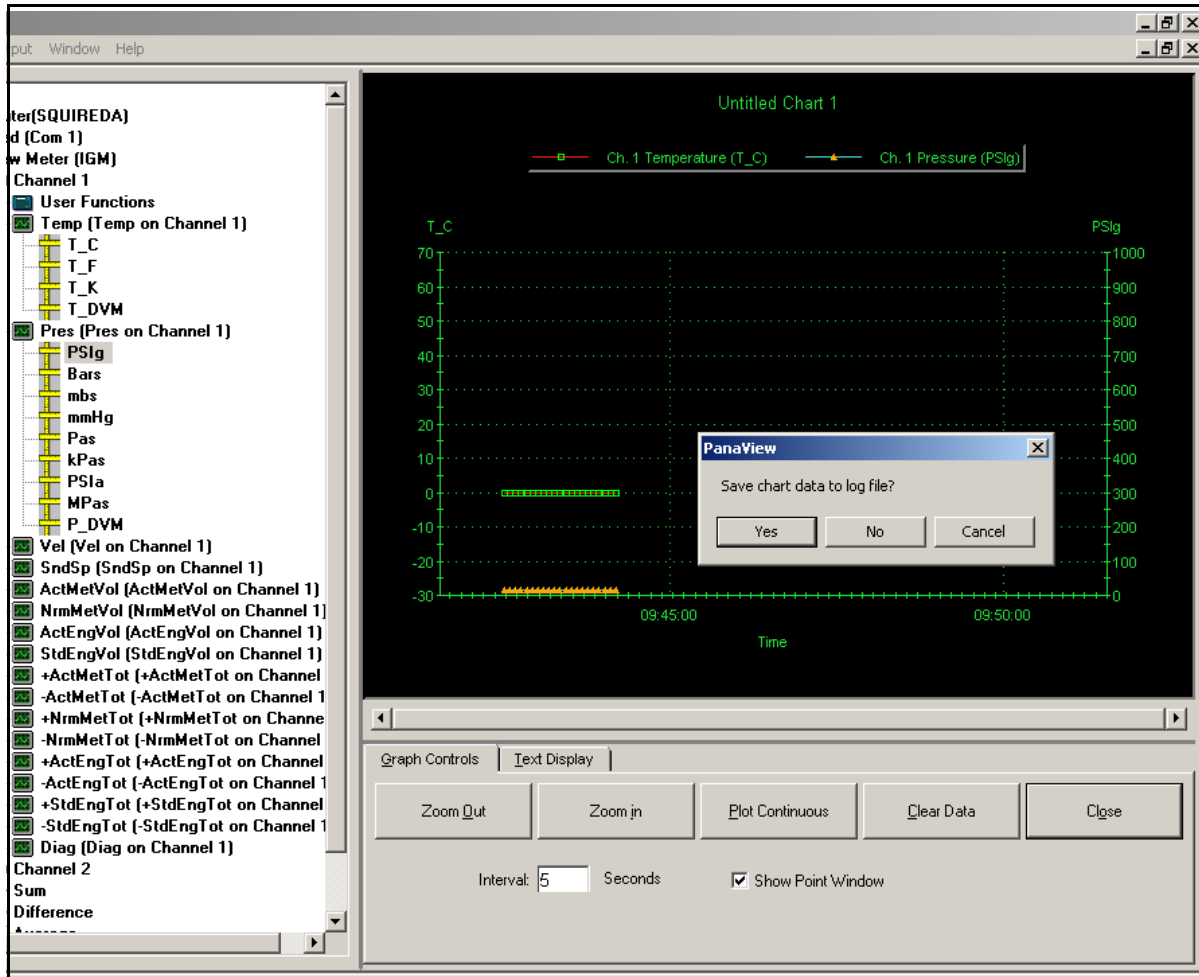 put Window Help
ter(SQUIREDA)
d (Com 1)
w Meter (IGM)
Channel 1
User Functions
Temp (Temp on Channel 1)
T_C
T_F
T_K
T_DVM
Pres (Pres on Channel 1)
PSIg
Bars
mbs
mmHg
Pas
kPas
PSIa
MPas
P_DVM
Vel (Vel on Channel 1)
SndSp (SndSp on Channel 1)
ActMetVol (ActMetVol on Channel 1)
NrmMetVol (NrmMetVol on Channel 1)
ActEngVol (ActEngVol on Channel 1)
StdEngVol (StdEngVol on Channel 1)
+ActMetTot (+ActMetTot on Channel
-ActMetTot (-ActMetTot on Channel 1
+NrmMetTot (+NrmMetTot on Channe
-NrmMetTot (-NrmMetTot on Channel
+ActEngTot (+ActEngTot on Channel
-ActEngTot (-ActEngTot on Channel 1
+StdEngTot (+StdEngTot on Channel
-StdEngTot (-StdEngTot on Channel 1
Diag (Diag on Channel 1)
Channel 2
Sum
Difference
Untitled Chart 1
Ch. 1 Temperature (T_C) Ch. 1 Pressure (PSIg)
T_C PSIg
70 1000
60 900
50 800
40 700
30 600
20 500
10 400
0 300
-10 200
-20 100
-30 0
09:45:00 09:50:00
Time
PanaView
Save chart data to log file?
Yes No Cancel
Graph Controls Text Display
Zoom Out Zoom in Plot Continuous Clear Data Close
Interval: 5 Seconds Show Point Window